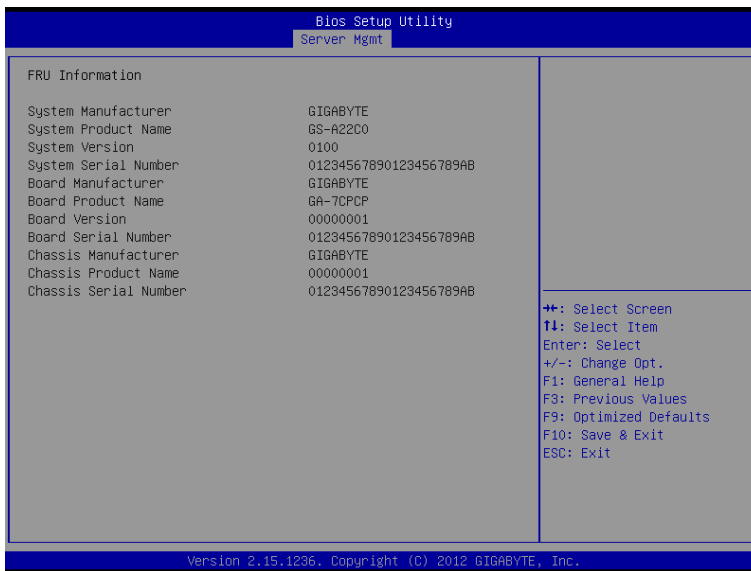 Bios Setup Utility
Server Mgmt
FRU Information
System Manufacturer GIGABYTE
System Product Name GS-A22C0
System Version 0100
System Serial Number 01234567890123456789AB
Board Manufacturer GIGABYTE
Board Product Name GA-7CPCP
Board Version 00000001
Board Serial Number 01234567890123456789AB
Chassis Manufacturer GIGABYTE
Chassis Product Name 00000001
Chassis Serial Number 01234567890123456789AB
→←: Select Screen
↑↓: Select Item
Enter: Select
+/-: Change Opt.
F1: General Help
F3: Previous Values
F9: Optimized Defaults
F10: Save & Exit
ESC: Exit
Version 2.15.1236. Copyright (C) 2012 GIGABYTE, Inc.